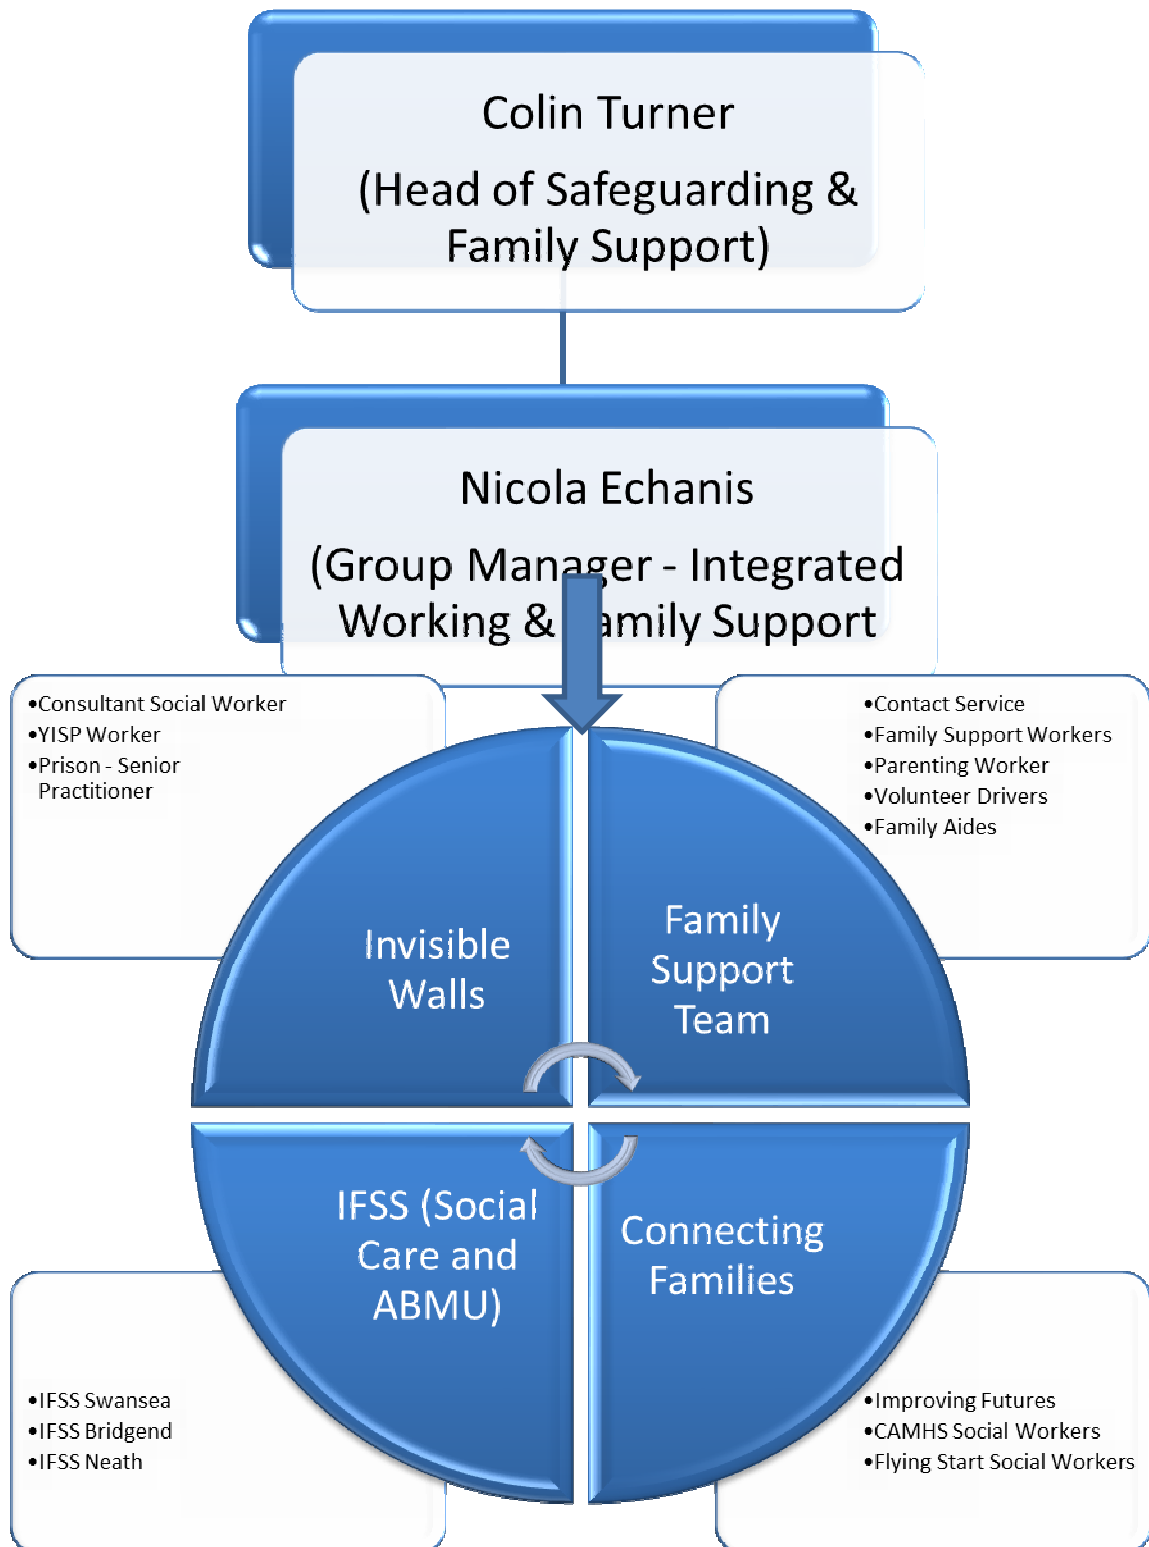 Colin Turner
(Head of Safeguarding &
Family Support)
Nicola Echanis
(Group Manager - Integrated
Working & Family Support
•Consultant Social Worker
•YISP Worker
•Prison - Senior
Practitioner
•Contact Service
•Family Support Workers
•Parenting Worker
•Volunteer Drivers
•Family Aides
Invisible
Walls
Family
Support
Team
IFSS (Social
Care and
ABMU)
Connecting
Families
•IFSS Swansea
•IFSS Bridgend
•IFSS Neath
•Improving Futures
•CAMHS Social Workers
•Flying Start Social Workers